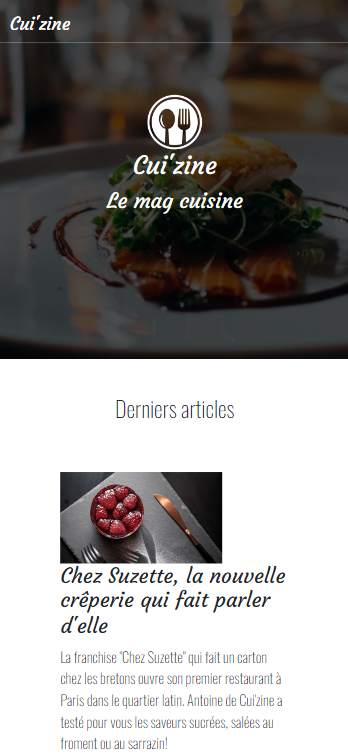 Cui'zine
Cui'zine
Le mag cuisine
Derniers articles
Chez Suzette, la nouvelle
crêperie qui fait parler
d'elle
La franchise "Chez Suzette" qui fait un carton
chez les bretons ouvre son premier restaurant à
Paris dans le quartier latin. Antoine de Cui'zine a
testé pour vous les saveurs sucrées, salées au
froment ou au sarrazin!